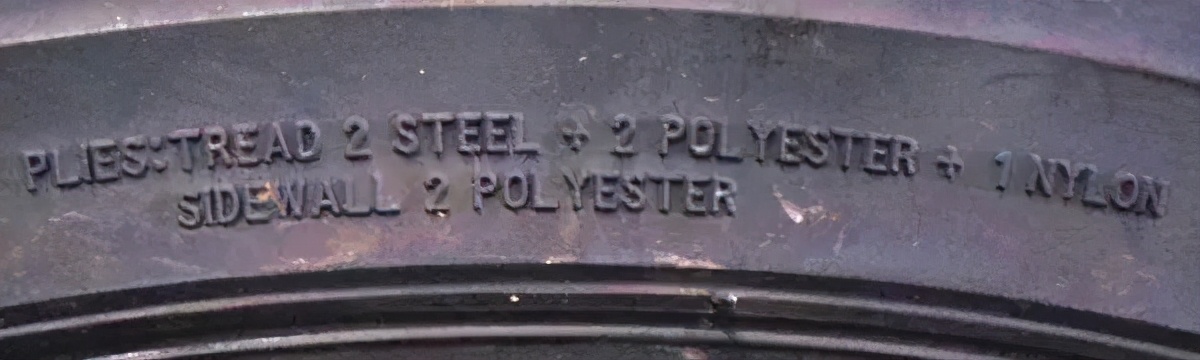 PLIES:TREAD 2 STEEL + 2 POLYESTER + 1 NYLON
SIDEWALL 2 POLYESTER